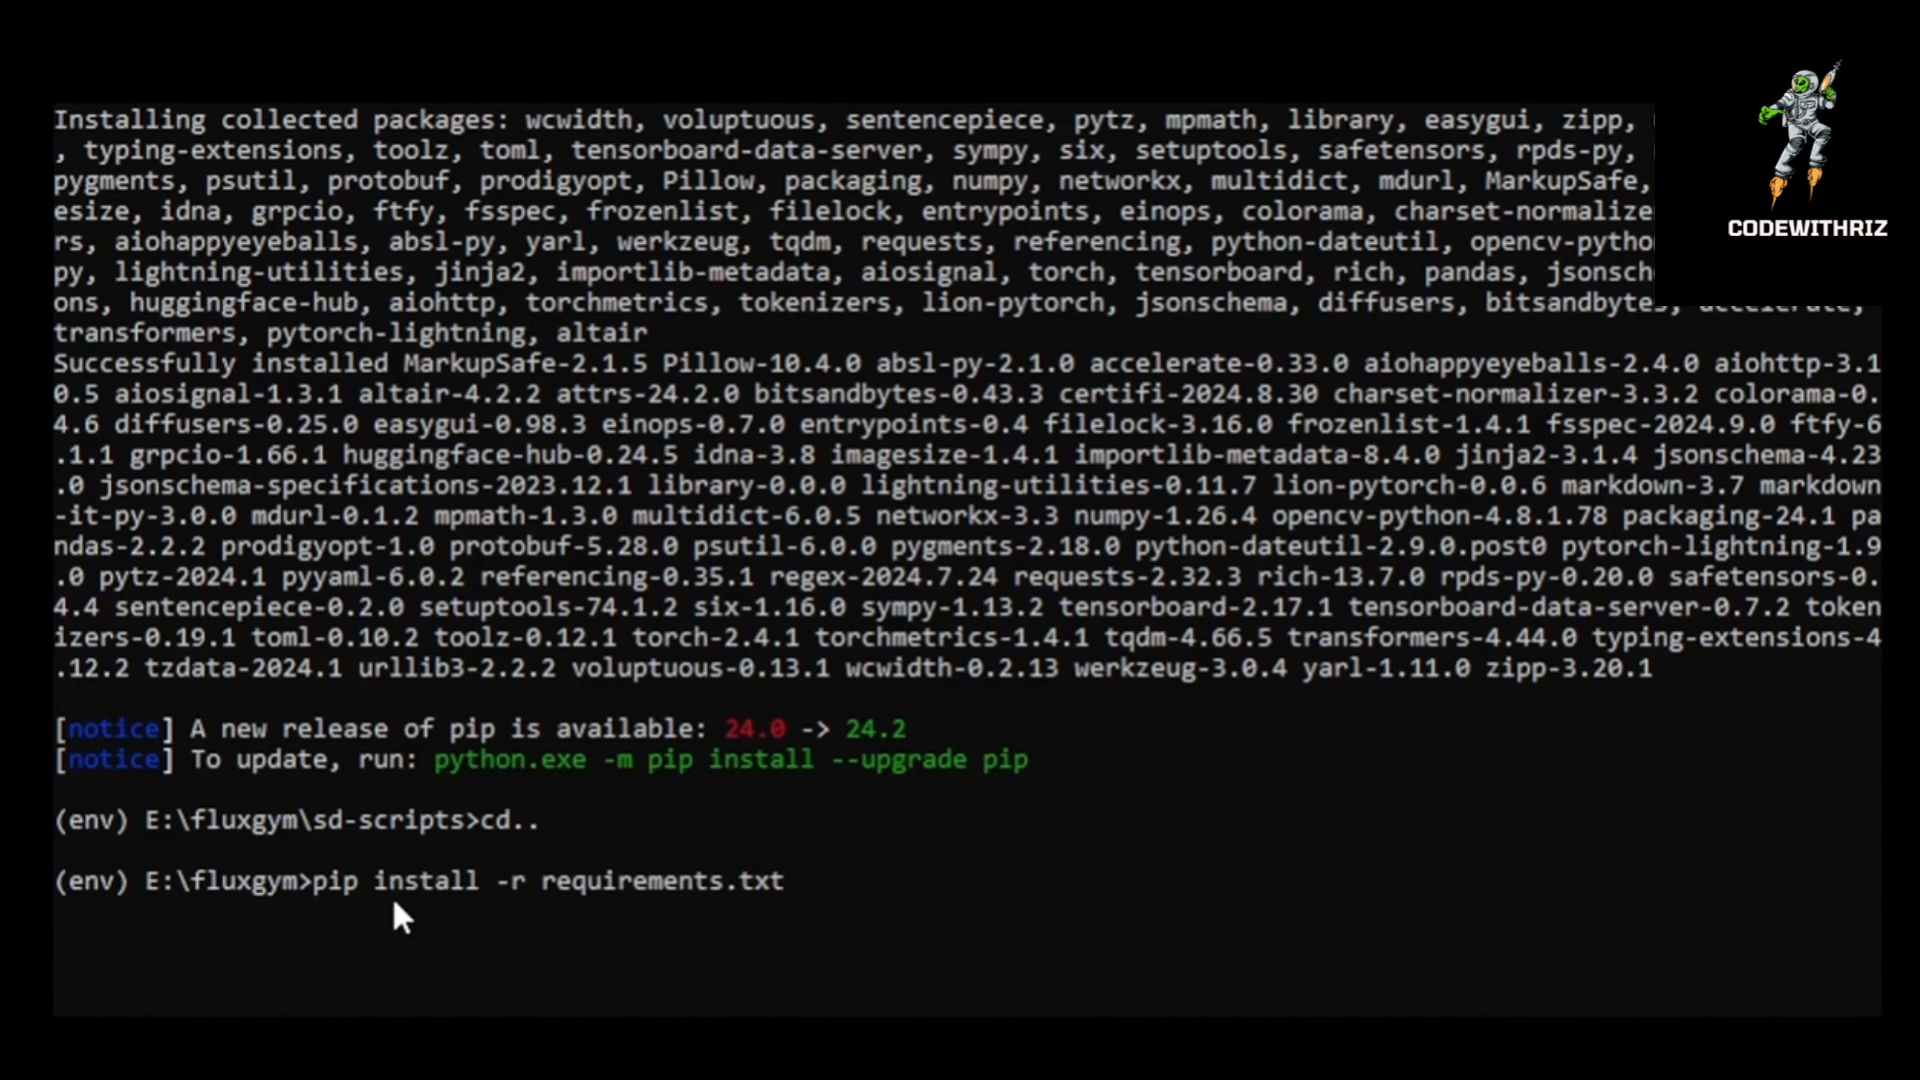 Installing collected packages: wcwidth, voluptuous, sentencepiece, pytz, mpmath, library, easygui, zipp,
, typing-extensions, toolz, toml, tensorboard-data-server, sympy, six, setuptools, safetensors, rpds-py,
pygments, psutil, protobuf, prodigyopt, Pillow, packaging, numpy, networkx, multidict, mdurl, MarkupSafe,
esize, idna, grpcio, ftfy, fsspec, frozenlist, filelock, entrypoints, einops, colorama, charset-normalize
rs, aiohappyeyeballs, absl-py, yarl, werkzeug, tqdm, requests, referencing, python-dateutil, opencv-pytho
py, lightning-utilities, jinja2, importlib-metadata, aiosignal, torch, tensorboard, rich, pandas, jsonsch
ons, huggingface-hub, aiohttp, torchmetrics, tokenizers, lion-pytorch, jsonschema, diffusers, bitsandbytes, accelerate,
transformers, pytorch-lightning, altair
Successfully installed MarkupSafe-2.1.5 Pillow-10.4.0 absl-py-2.1.0 accelerate-0.33.0 aiohappyeyeballs-2.4.0 aiohttp-3.1
0.5 aiosignal-1.3.1 altair-4.2.2 attrs-24.2.0 bitsandbytes-0.43.3 certifi-2024.8.30 charset-normalizer-3.3.2 colorama-0.
4.6 diffusers-0.25.0 easygui-0.98.3 einops-0.7.0 entrypoints-0.4 filelock-3.16.0 frozenlist-1.4.1 fsspec-2024.9.0 ftfy-6
.1.1 grpcio-1.66.1 huggingface-hub-0.24.5 idna-3.8 imagesize-1.4.1 importlib-metadata-8.4.0 jinja2-3.1.4 jsonschema-4.23
.0 jsonschema-specifications-2023.12.1 library-0.0.0 lightning-utilities-0.11.7 lion-pytorch-0.0.6 markdown-3.7 markdown
-it-py-3.0.0 mdurl-0.1.2 mpmath-1.3.0 multidict-6.0.5 networkx-3.3 numpy-1.26.4 opencv-python-4.8.1.78 packaging-24.1 pa
ndas-2.2.2 prodigyopt-1.0 protobuf-5.28.0 psutil-6.0.0 pygments-2.18.0 python-dateutil-2.9.0.post0 pytorch-lightning-1.9
.0 pytz-2024.1 pyyaml-6.0.2 referencing-0.35.1 regex-2024.7.24 requests-2.32.3 rich-13.7.0 rpds-py-0.20.0 safetensors-0.
4.4 sentencepiece-0.2.0 setuptools-74.1.2 six-1.16.0 sympy-1.13.2 tensorboard-2.17.1 tensorboard-data-server-0.7.2 token
izers-0.19.1 toml-0.10.2 toolz-0.12.1 torch-2.4.1 torchmetrics-1.4.1 tqdm-4.66.5 transformers-4.44.0 typing-extensions-4
.12.2 tzdata-2024.1 urllib3-2.2.2 voluptuous-0.13.1 wcwidth-0.2.13 werkzeug-3.0.4 yarl-1.11.0 zipp-3.20.1
[notice] A new release of pip is available: 24.0 -> 24.2
[notice] To update, run: python.exe -m pip install --upgrade pip
(env) E:\fluxgym\sd-scripts>cd..
(env) E:\fluxgym>pip install -r requirements.txt
CODEWITHRIZ